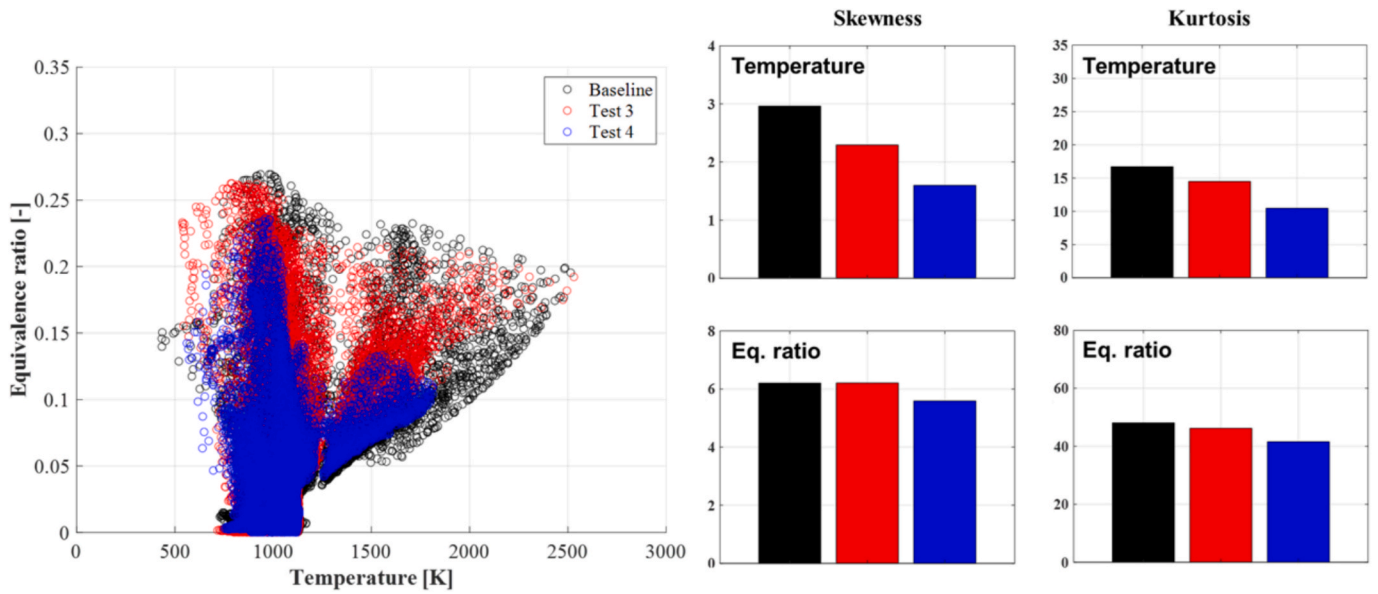 Equivalence ratio [-]
0.35
0.3
0.25
0.2
0.15
0.1
0.05
0
0 500 1000 1500 2000 2500 3000
Temperature [K]
Baseline
Test 3
Test 4
Skewness
4
3
2
1
0
Temperature
Kurtosis
35
30
25
20
15
10
5
0
Temperature
8
6
4
2
0
Eq. ratio
80
60
40
20
0
Eq. ratio